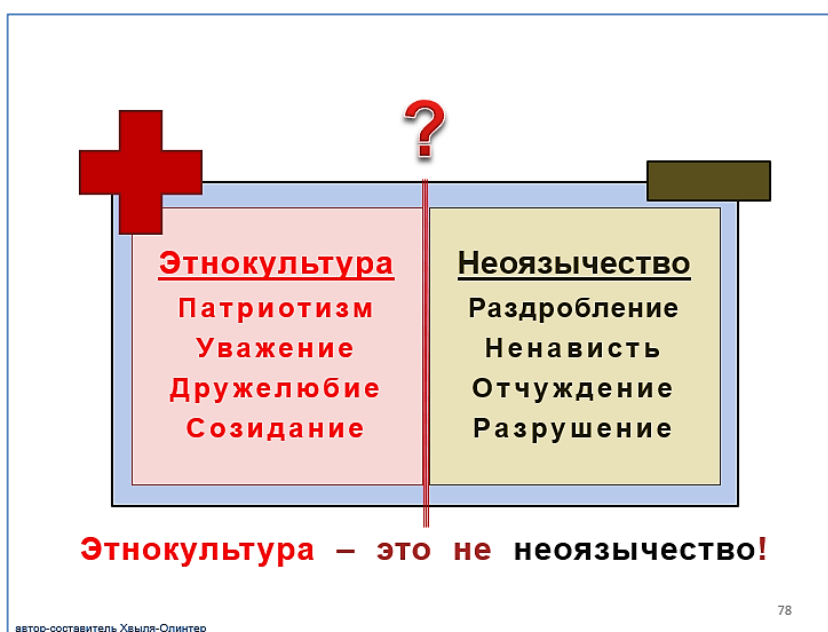 ?
Этнокультура
Патриотизм
Уважение
Дружелюбие
Созидание
Неоязычество
Раздробление
Ненависть
Отчуждение
Разрушение
Этнокультура – это не неоязычество!
78
автор-составитель Хвыля-Олинтер